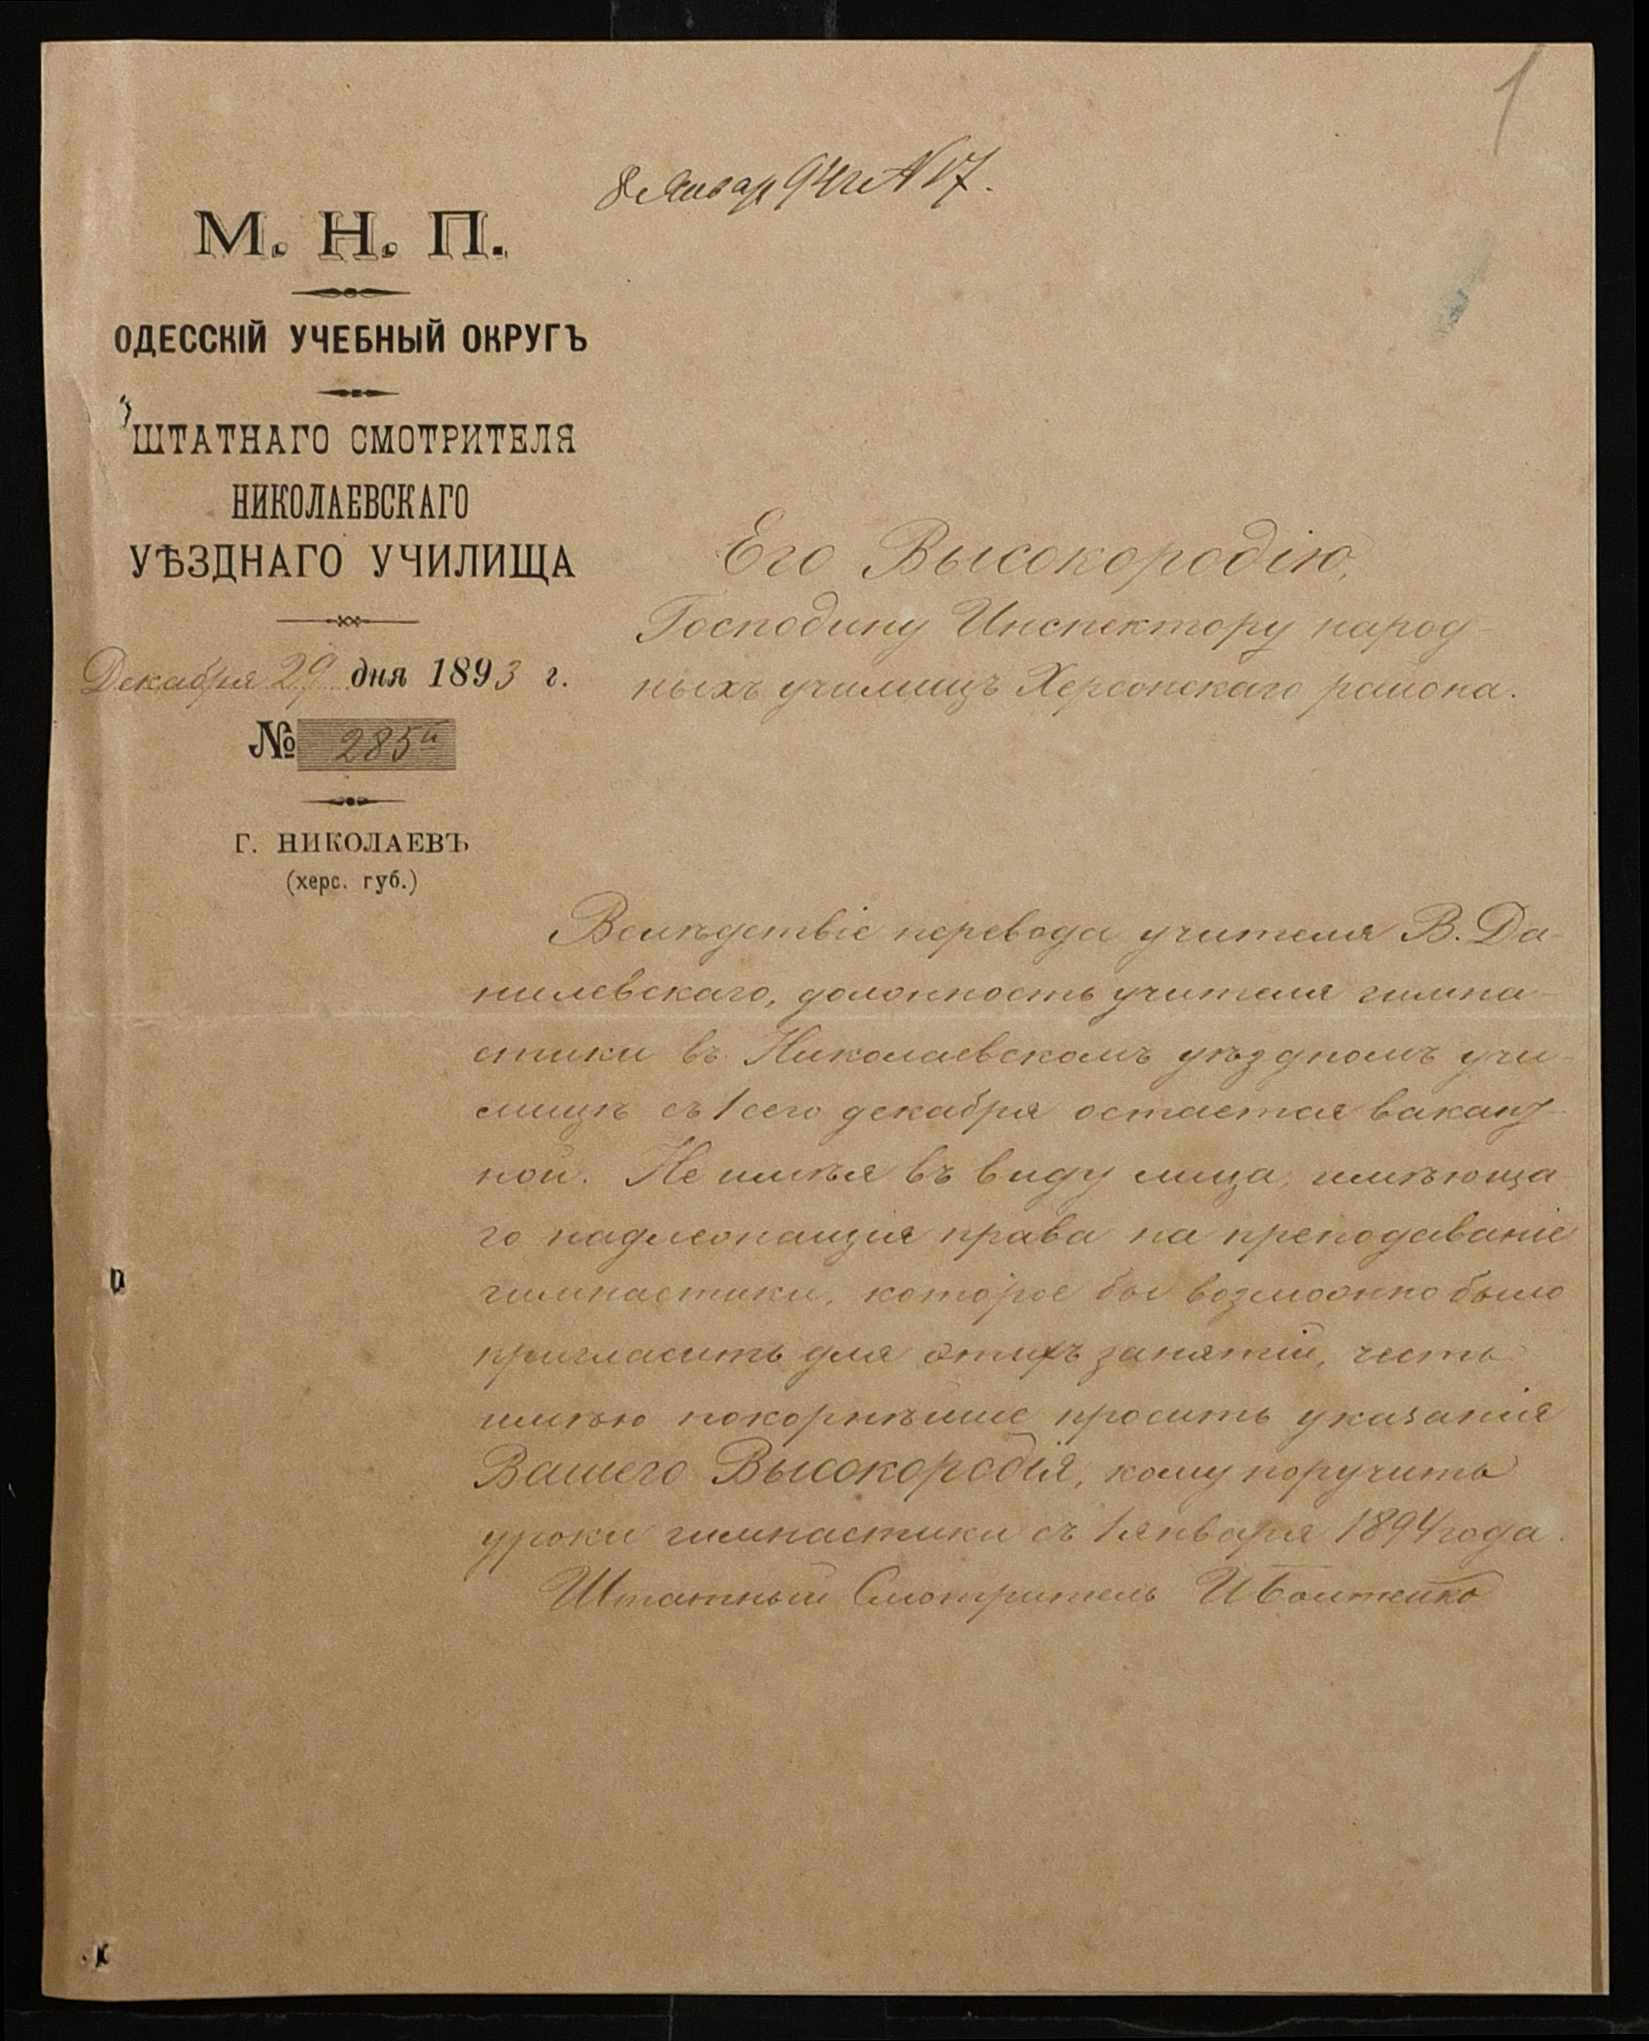 1
8 Январ 94 г № 17.
М. Н. П.
ОДЕССКІЙ УЧЕБНЫЙ ОКРУГЪ
ШТАТНАГО СМОТРИТЕЛЯ
НИКОЛАЕВСКАГО
УѢЗДНАГО УЧИЛИЩА
Декабря 29 дня 1893 г.
№ 285
Г. НИКОЛАЕВЪ
(херс. губ.)
Его Высокородію,
Господину Инспектору народ-
ныхъ училищъ Херсонскаго района.
Вслѣдствіе перевода учителя В. Да-
нилевскаго, должность учителя гимна-
стики въ Николаевскомъ уѣздномъ учи-
лищѣ съ 1 сего декабря остается вакант-
ной. Не имѣя въ виду лица, имѣюща-
го надлежащія права на преподаваніе
гимнастики, которое бы возможно было
пригласить для этихъ занятій, честь
имѣю покорнѣйше просить указанія
Вашего Высокородія, кому поручить
уроки гимнастики съ 1 января 1894 года.
Штатный Смотритель И Болтенко